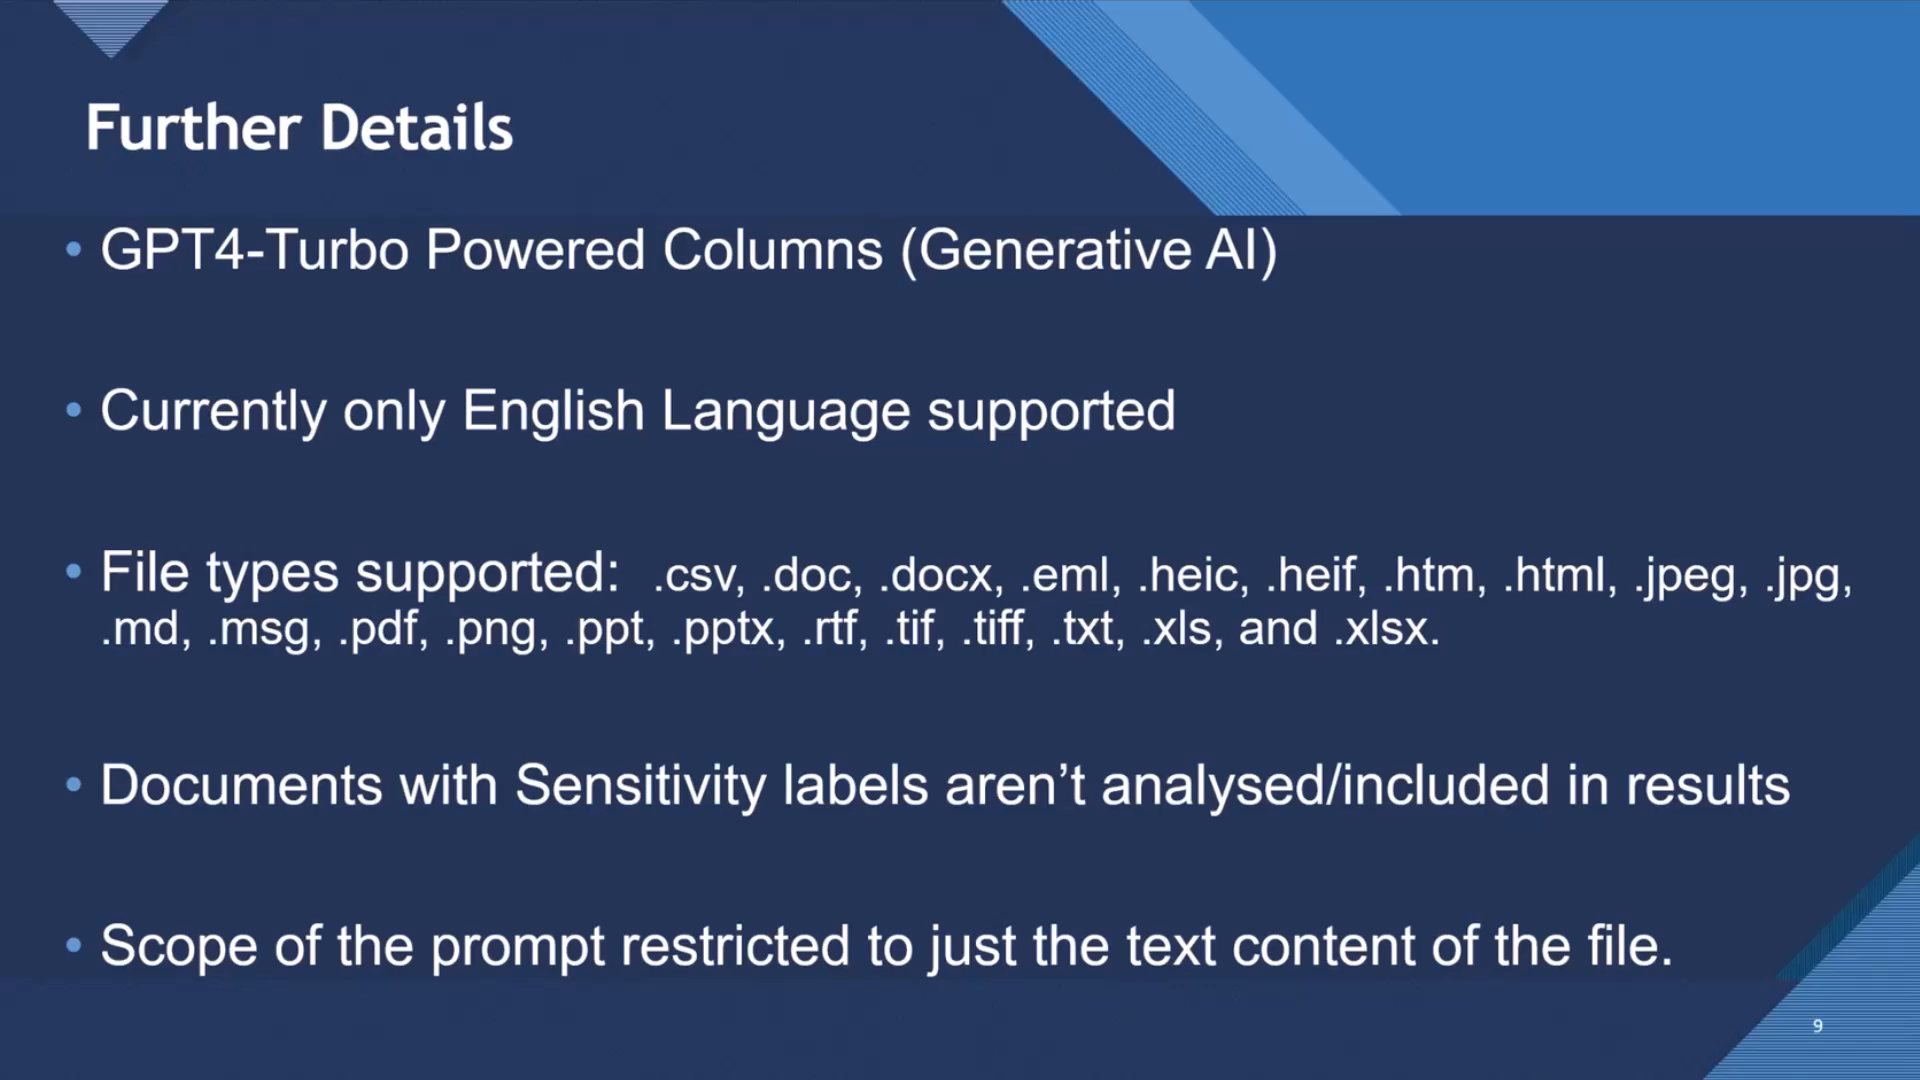 Further Details
• GPT4-Turbo Powered Columns (Generative AI)
• Currently only English Language supported
• File types supported:  .csv, .doc, .docx, .eml, .heic, .heif, .htm, .html, .jpeg, .jpg,
.md, .msg, .pdf, .png, .ppt, .pptx, .rtf, .tif, .tiff, .txt, .xls, and .xlsx.
• Documents with Sensitivity labels aren’t analysed/included in results
• Scope of the prompt restricted to just the text content of the file.
9